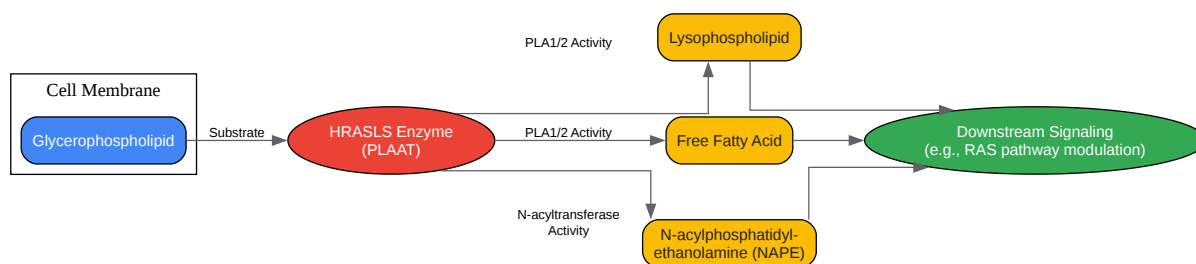 Cell Membrane
Glycerophospholipid
Substrate
HRASLS Enzyme
(PLAAT)
PLA1/2 Activity
Lysophospholipid
PLA1/2 Activity
Free Fatty Acid
N-acyltransferase
Activity
N-acylphosphatidyl-
ethanolamine (NAPE)
Downstream Signaling
(e.g., RAS pathway modulation)